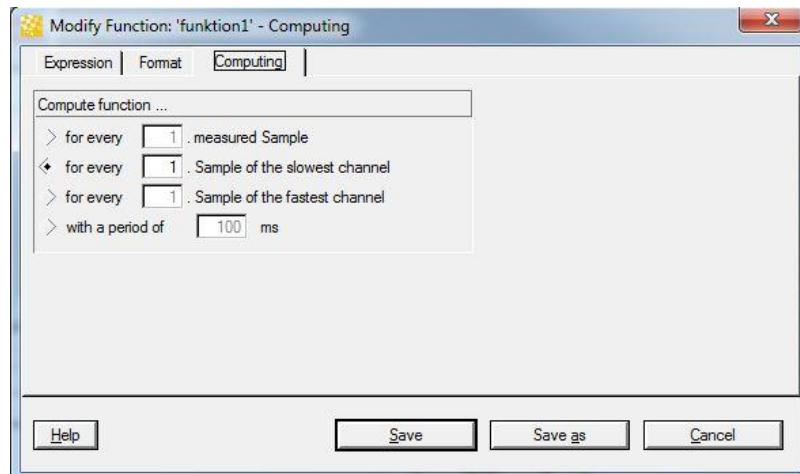 Modify Function: 'funktion1' - Computing
Expression Format Computing
Compute function ...
for every 1 . measured Sample
for every 1 . Sample of the slowest channel
for every 1 . Sample of the fastest channel
with a period of 100 ms
Help Save Save as Cancel